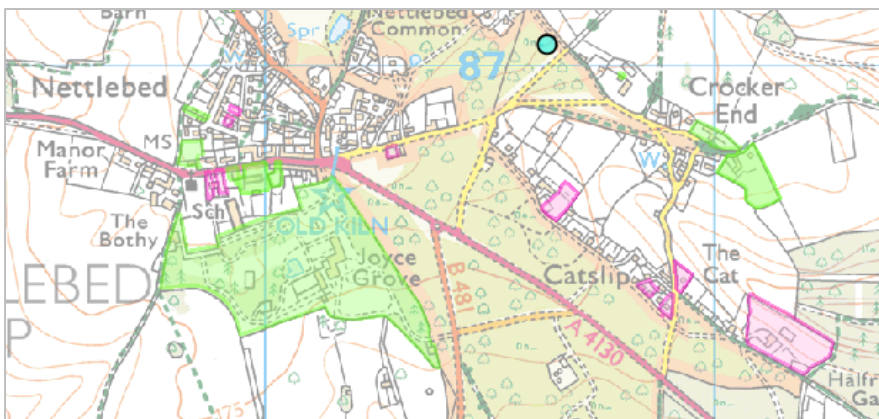 Barn
Spr
Nettlebed
Common
87
W
Nettlebed
Crocker
End
MS
Manor
Farm
W
Sch
The
Bothy
OLD KILN
Joyce
Grove
B 481
Catslip
The
Cat
LEBED
P
A 4130
175
Halfr
Ga